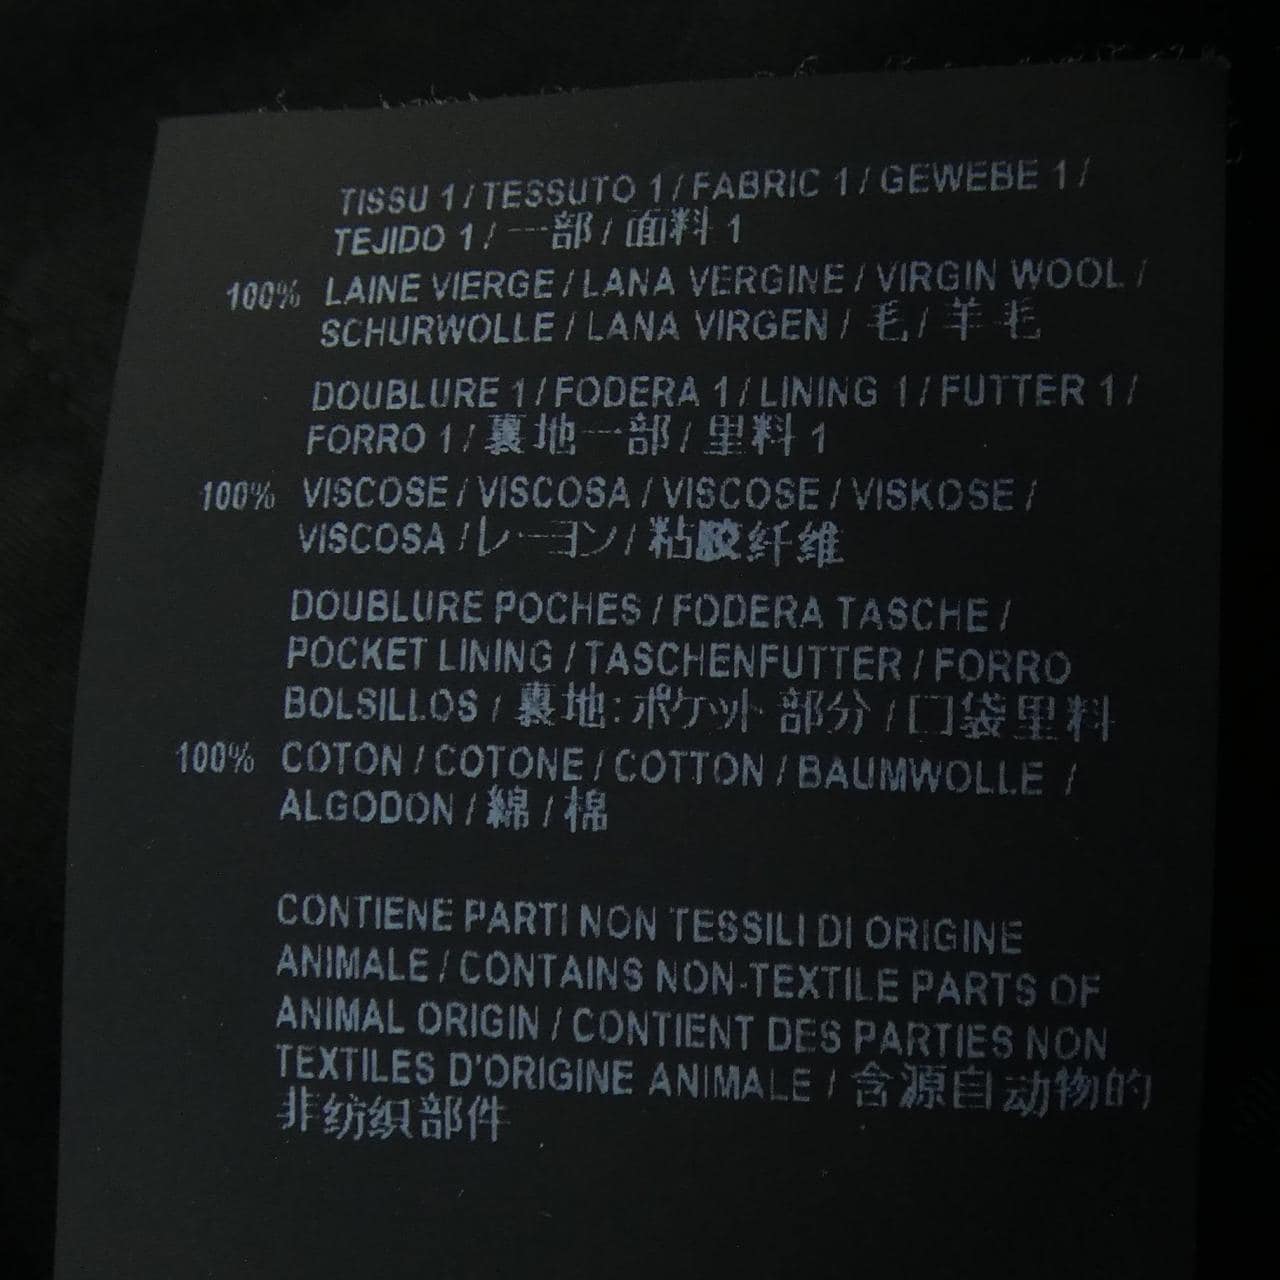 TISSU 1 / TESSUTO 1 / FABRIC 1 / GEWEBE 1 /
TEJIDO 1 / 一部 / 面料 1
100% LAINE VIERGE / LANA VERGINE / VIRGIN WOOL /
SCHURWOLLE / LANA VIRGEN / 毛 / 羊毛
DOUBLURE 1 / FODERA 1 / LINING 1 / FUTTER 1 /
FORRO 1 / 裏地一部 / 里料 1
100% VISCOSE / VISCOSA / VISCOSE / VISKOSE /
VISCOSA / レーヨン / 粘胶纤维
DOUBLURE POCHES / FODERA TASCHE /
POCKET LINING / TASCHENFUTTER / FORRO
BOLSILLOS / 裏地:ポケット部分 / 口袋里料
100% COTON / COTONE / COTTON / BAUMWOLLE /
ALGODON / 綿 / 棉
CONTIENE PARTI NON TESSILI DI ORIGINE
ANIMALE / CONTAINS NON-TEXTILE PARTS OF
ANIMAL ORIGIN / CONTIENT DES PARTIES NON
TEXTILES D'ORIGINE ANIMALE / 含源自动物的
非纺织部件